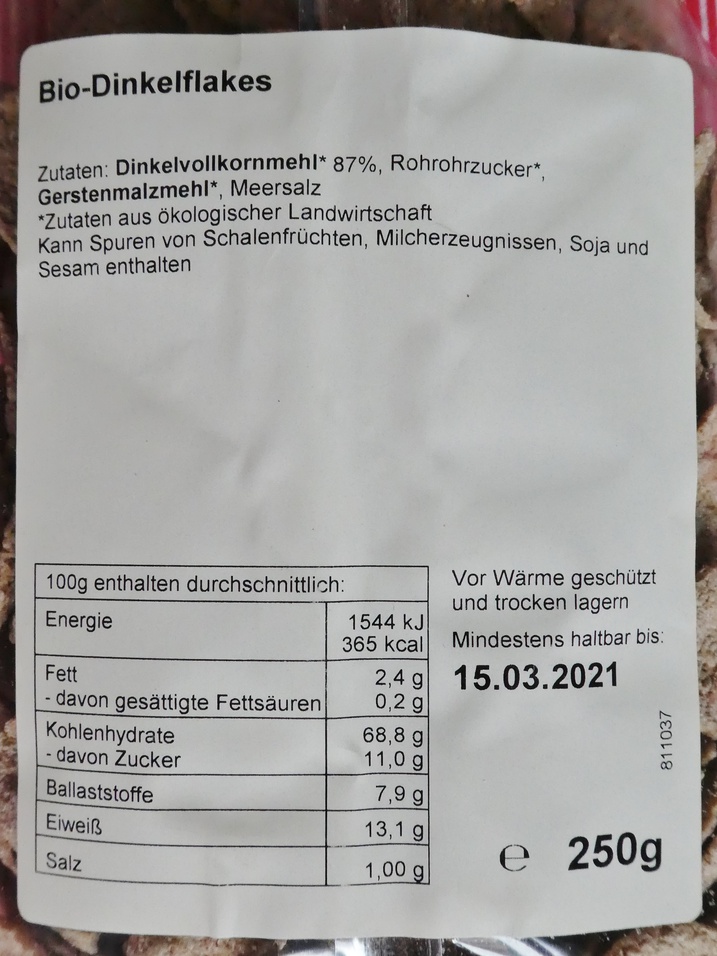 Bio-Dinkelflakes
Zutaten: Dinkelvollkornmehl* 87%, Rohrohrzucker*,
Gerstenmalzmehl*, Meersalz
*Zutaten aus ökologischer Landwirtschaft
Kann Spuren von Schalenfrüchten, Milcherzeugnissen, Soja und
Sesam enthalten
100g enthalten durchschnittlich:
Energie 1544 kJ
365 kcal
Fett 2,4 g
- davon gesättigte Fettsäuren 0,2 g
Kohlenhydrate 68,8 g
- davon Zucker 11,0 g
Ballaststoffe 7,9 g
Eiweiß 13,1 g
Salz 1,00 g
Vor Wärme geschützt
und trocken lagern
Mindestens haltbar bis:
15.03.2021
811037
e 250g